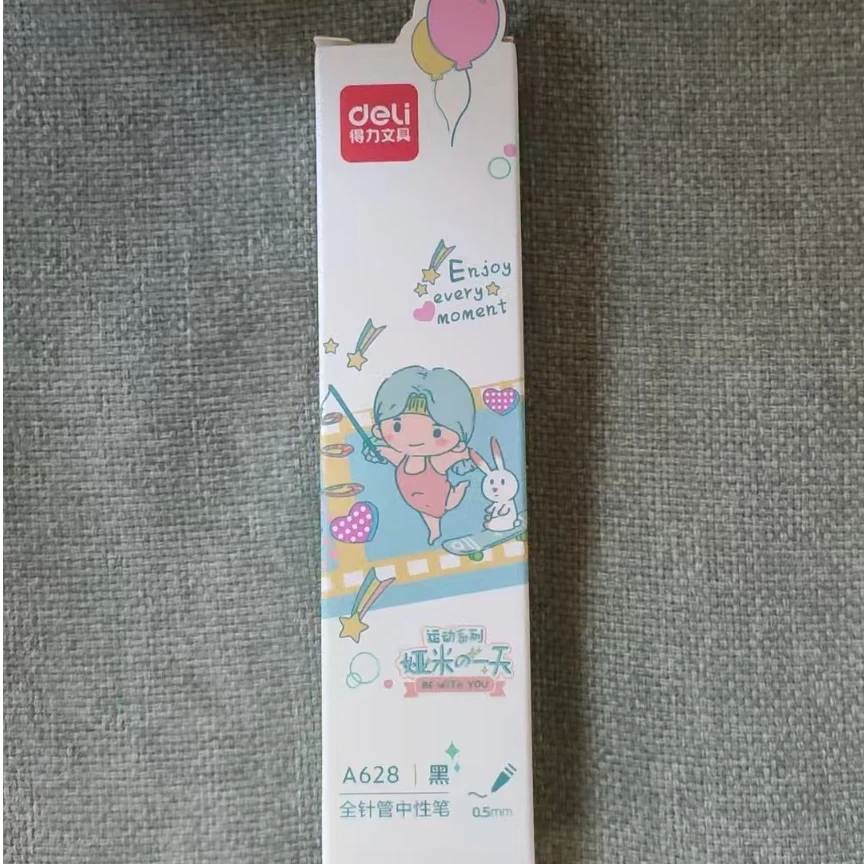 deli
得力文具
Enjoy
every
moment
运动系列
娅米の一天
BE WITH YOU
A628 | 黑
全针管中性笔
0.5mm